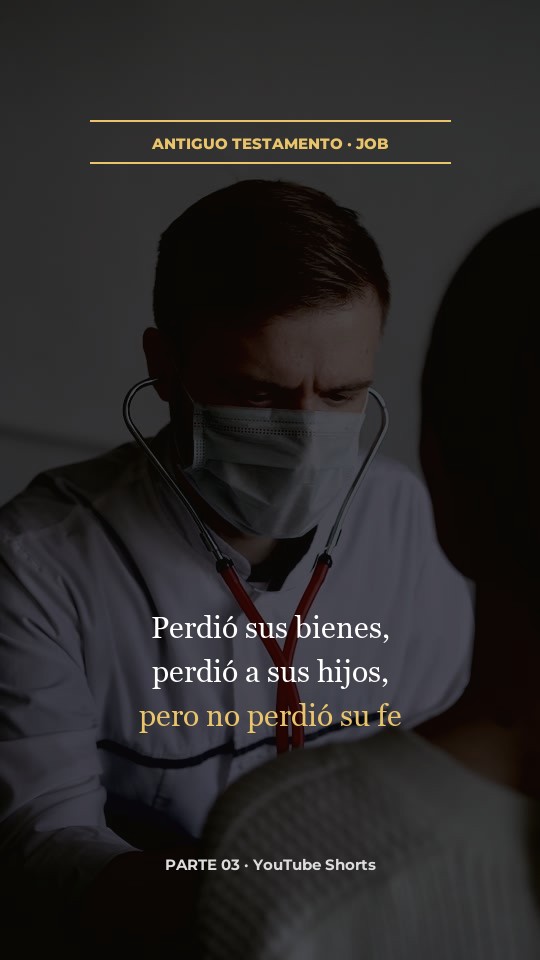 ANTIGUO TESTAMENTO · JOB
Perdió sus bienes,
perdió a sus hijos,
pero no perdió su fe
PARTE 03 · YouTube Shorts